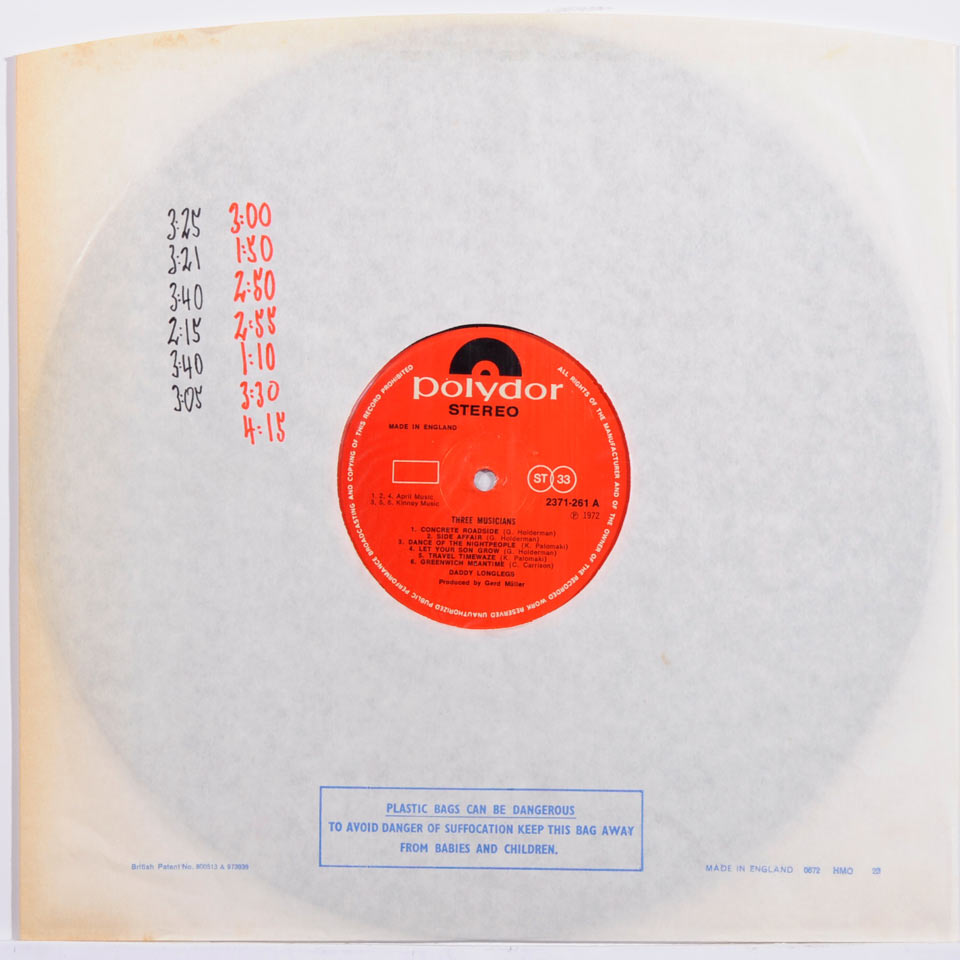 3:25
3:21
3:40
2:15
3:40
3:05
3:00
1:50
2:50
2:55
1:10
3:30
4:15
polydor
STEREO
MADE IN ENGLAND
ALL RIGHTS OF THE MANUFACTURER AND OF THE OWNER OF THE RECORDED WORK RESERVED UNAUTHORIZED PUBLIC PERFORMANCE BROADCASTING AND COPYING OF THIS RECORD PROHIBITED
ST 33
1, 2, 4, April Music
3, 5, 6, Kinney Music
2371-261 A
℗ 1972
THREE MUSICIANS
1. CONCRETE ROADSIDE (G. Holderman)
2. SIDE AFFAIR (G. Holderman)
3. DANCE OF THE NIGHTPEOPLE (K. Palomaki)
4. LET YOUR SON GROW (G. Holderman)
5. TRAVEL TIMEWAZE (K. Palomaki)
6. GREENWICH MEANTIME (C. Carrison)
DADDY LONGLEGS
Produced by Gerd Müller
PLASTIC BAGS CAN BE DANGEROUS
TO AVOID DANGER OF SUFFOCATION KEEP THIS BAG AWAY
FROM BABIES AND CHILDREN.
British Patent No. 800513 A 973939
MADE IN ENGLAND 0672 HMO